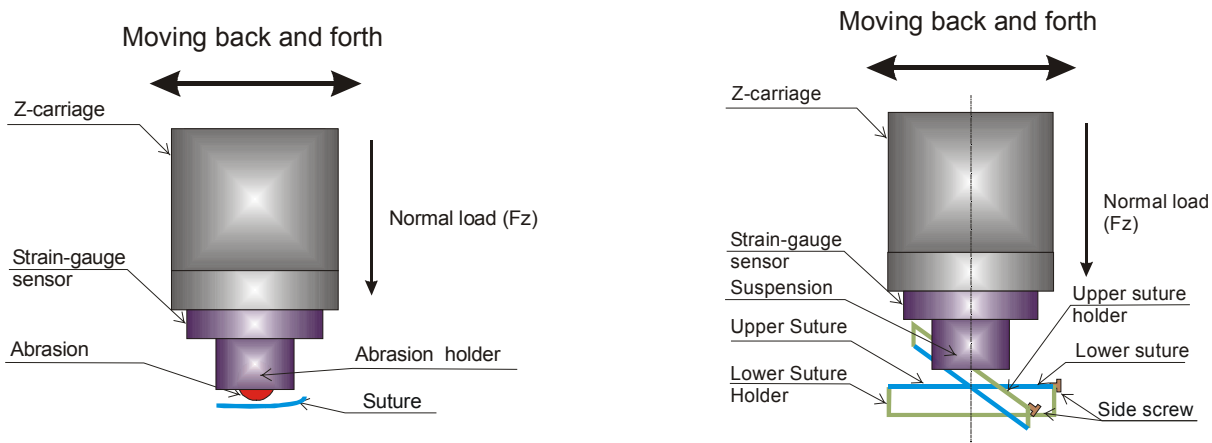 Moving back and forth
Z-carriage
Normal load (Fz)
Strain-gauge
sensor
Abrasion
Abrasion holder
Suture
Moving back and forth
Z-carriage
Normal load
(Fz)
Strain-gauge
sensor
Suspension
Upper suture
holder
Upper Suture
Lower suture
Lower Suture
Holder
Side screw